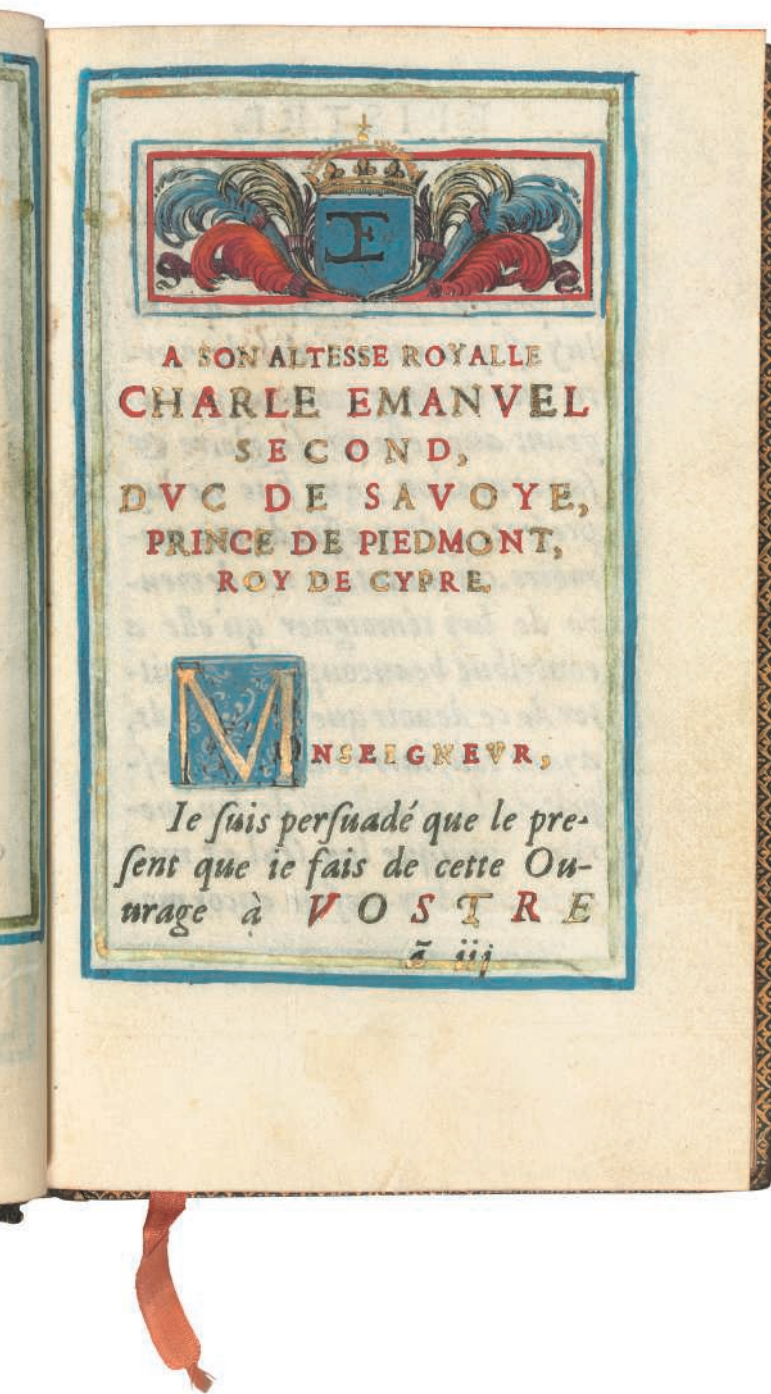 A SON ALTESSE ROYALLE
CHARLE EMANVEL
SECOND,
DVC DE SAVOYE,
PRINCE DE PIEDMONT,
ROY DE CYPRE.
MONSEIGNEVR,
Ie ſuis perſuadé que le pre-
ſent que ie fais de cette Ou-
urage à VOSTRE
ã iij